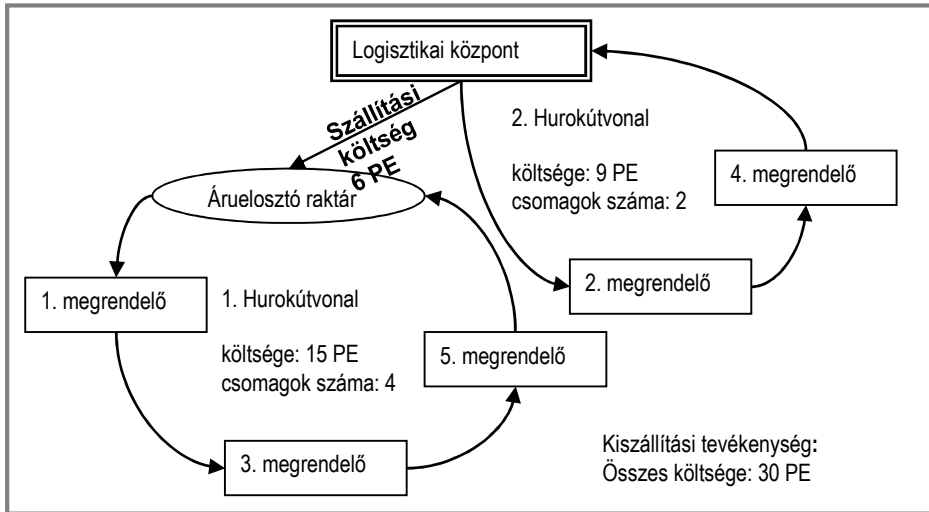 Logisztikai központ
Szállítási
költség
6 PE
2. Hurokútvonal
költsége: 9 PE
csomagok száma: 2
4. megrendelő
Áruelosztó raktár
2. megrendelő
1. megrendelő
1. Hurokútvonal
költsége: 15 PE
csomagok száma: 4
5. megrendelő
3. megrendelő
Kiszállítási tevékenység:
Összes költsége: 30 PE